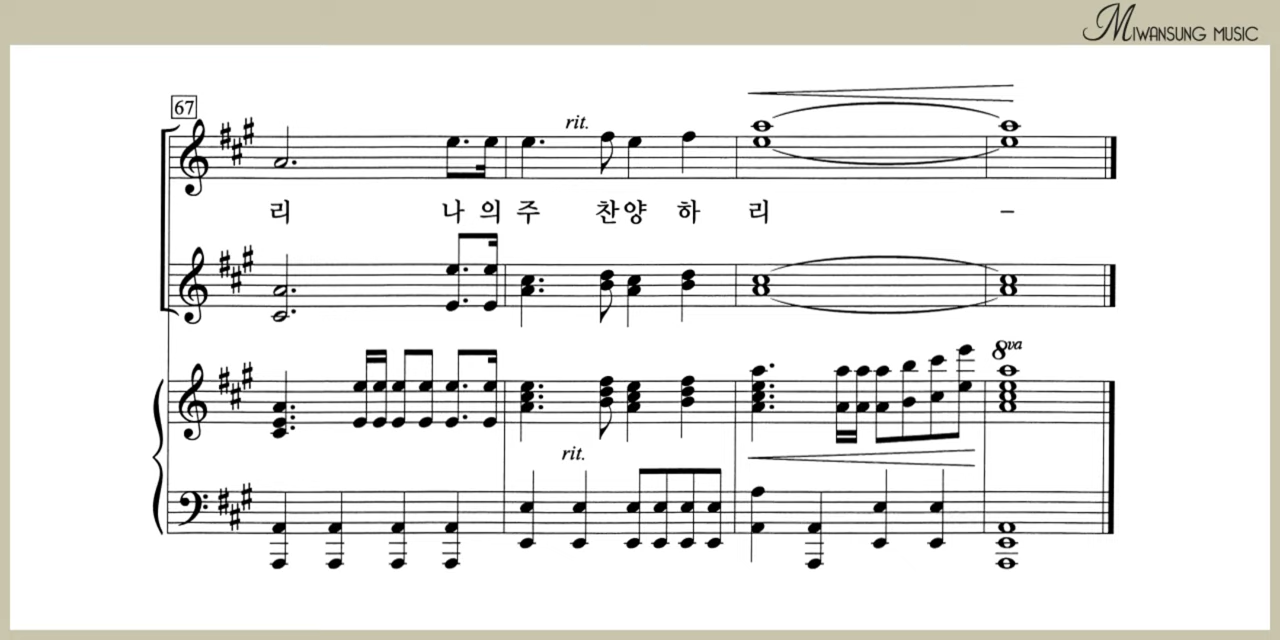 MIWANSUNG MUSIC
67
rit.
리 나 의 주 찬 양 하 리 –
8va
rit.